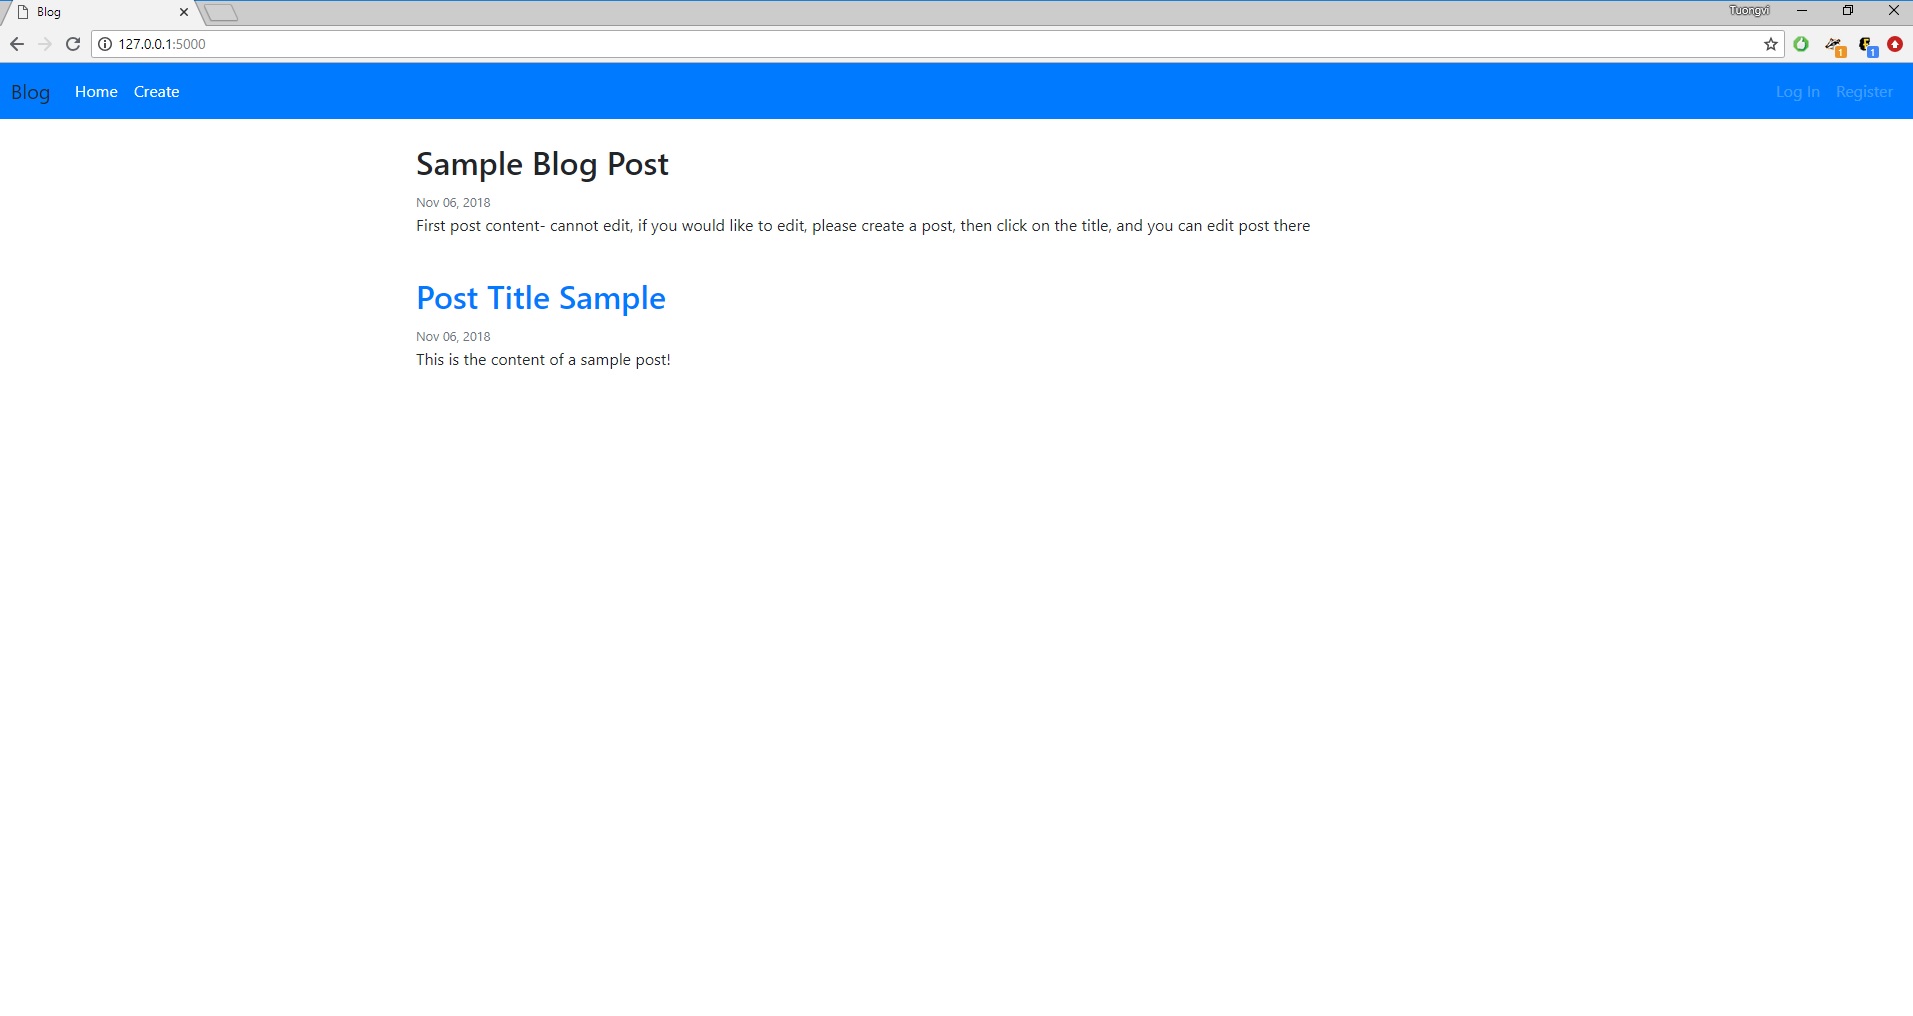 Blog
Tuongvi
127.0.0.1:5000
1
1
Blog Home Create Log In Register
Sample Blog Post
Nov 06, 2018
First post content- cannot edit, if you would like to edit, please create a post, then click on the title, and you can edit post there
Post Title Sample
Nov 06, 2018
This is the content of a sample post!